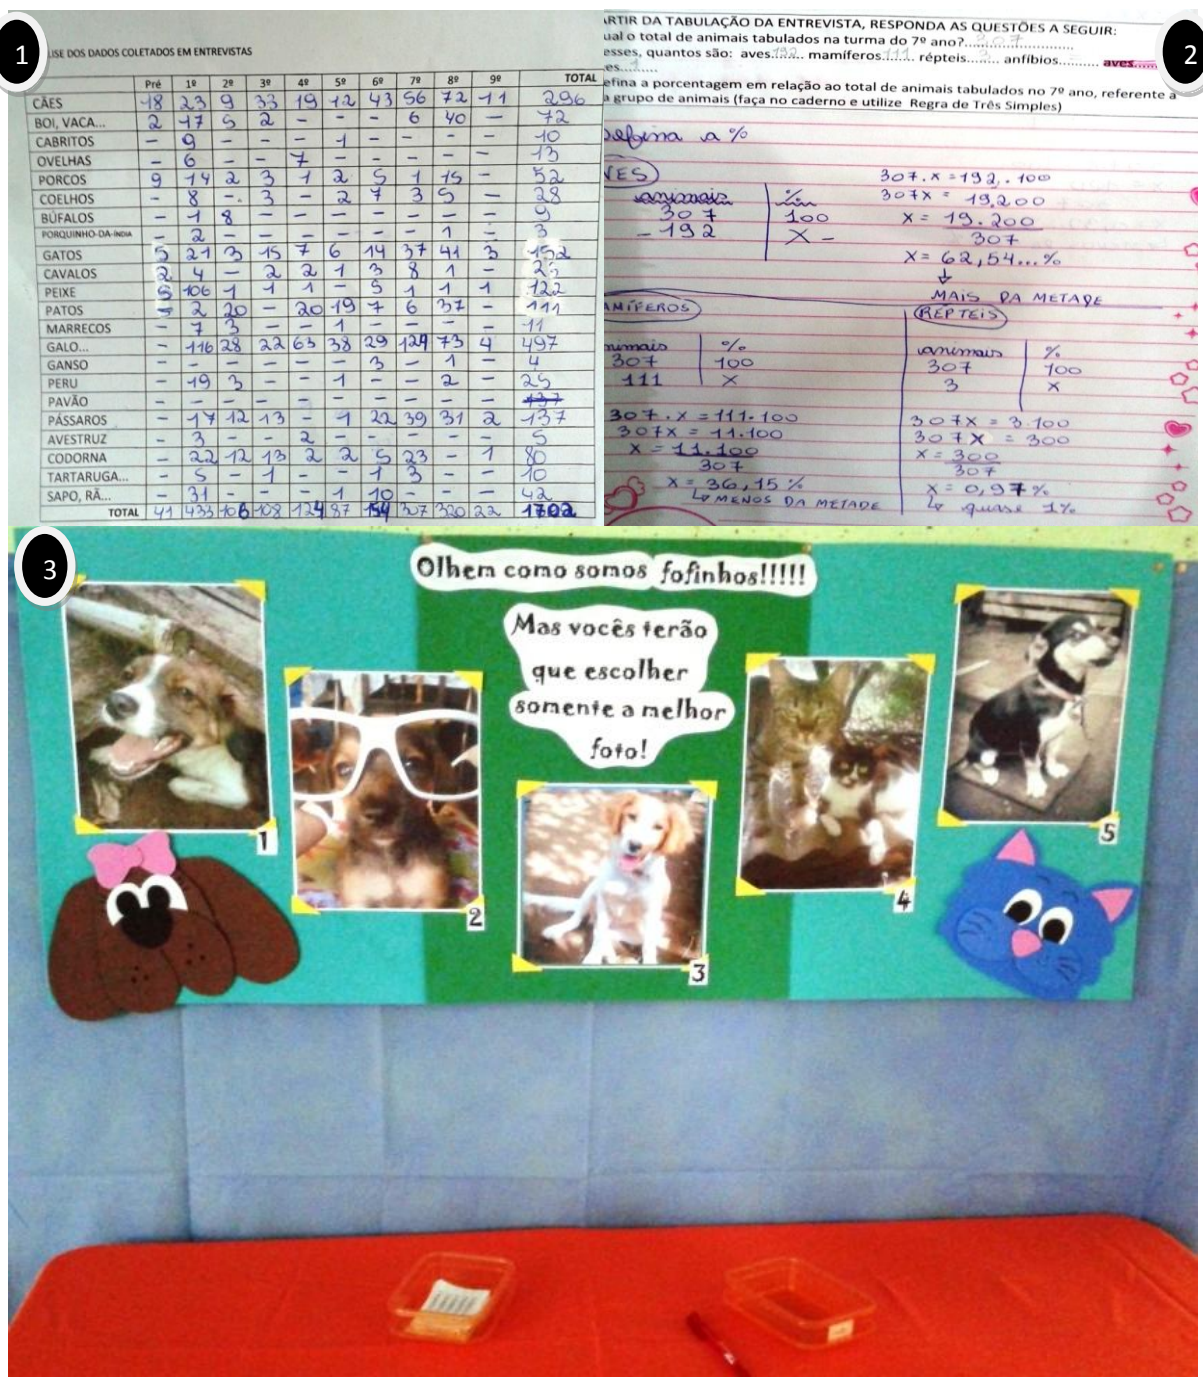 1
LISE DOS DADOS COLETADOS EM ENTREVISTAS
Pré 1º 2º 3º 4º 5º 6º 7º 8º 9º TOTAL
CÃES 18 23 9 33 19 12 43 56 72 11 296
BOI, VACA... 2 17 5 2 - - - 6 40 - 72
CABRITOS - 9 - - - 1 - - - - 10
OVELHAS - 6 - - 7 - - - - - 13
PORCOS 9 14 2 3 1 2 5 1 15 - 52
COELHOS - 8 - 3 - 2 7 3 5 - 28
BÚFALOS - 1 8 - - - - - - - 9
PORQUINHO-DA-ÍNDIA - 2 - - - - - - 1 - 3
GATOS 5 21 3 15 7 6 14 37 41 3 152
CAVALOS 2 4 - 2 2 1 3 8 1 -
PEIXE 5 106 1 1 1 - 5 1 1 1 122
PATOS - 2 20 - 20 19 7 6 37 - 111
MARRECOS - 7 3 - - 1 - - - - 11
GALO... - 116 28 22 63 38 29 124 73 4 497
GANSO - - - - - - 3 - 1 - 4
PERU - 19 3 - - 1 - - 2 - 25
PAVÃO - - - - - - - - - - 137
PÁSSAROS - 17 12 13 - 1 22 39 31 2 137
AVESTRUZ - 3 - - 2 - - - - - 5
CODORNA - 22 12 13 2 2 5 23 - 1 80
TARTARUGA... - 5 - 1 - - 1 3 - - 10
SAPO, RÃ... - 31 - - - 1 10 - - - 42
TOTAL 41 433 106 108 124 87 154 307 320 22 1702
2
ARTIR DA TABULAÇÃO DA ENTREVISTA, RESPONDA AS QUESTÕES A SEGUIR:
ual o total de animais tabulados na turma do 7º ano? 307
esses, quantos são: aves 192 mamíferos 111 répteis 3 anfíbios......... aves......
es 1
efina a porcentagem em relação ao total de animais tabulados no 7º ano, referente a
a grupo de animais (faça no caderno e utilize Regra de Três Simples)
Defina a %
VES
animais %
307 100
- 192 X -
307.x = 192.100
307x = 19.200
x = 19.200
307
x = 62,54...%
↓
MAIS DA METADE
AMÍFEROS
nimais %
307 100
111 X
307.x = 111.100
307x = 11.100
x = 11.100
307
x = 36,15 %
↳ MENOS DA METADE
RÉPTEIS
animais %
307 100
3 X
307x = 3.100
307x = 300
x = 300
307
x = 0,97%
↳ quase 1%
3
Olhem como somos fofinhos!!!!!
Mas vocês terão
que escolher
somente a melhor
foto!
1
2
3
4
5